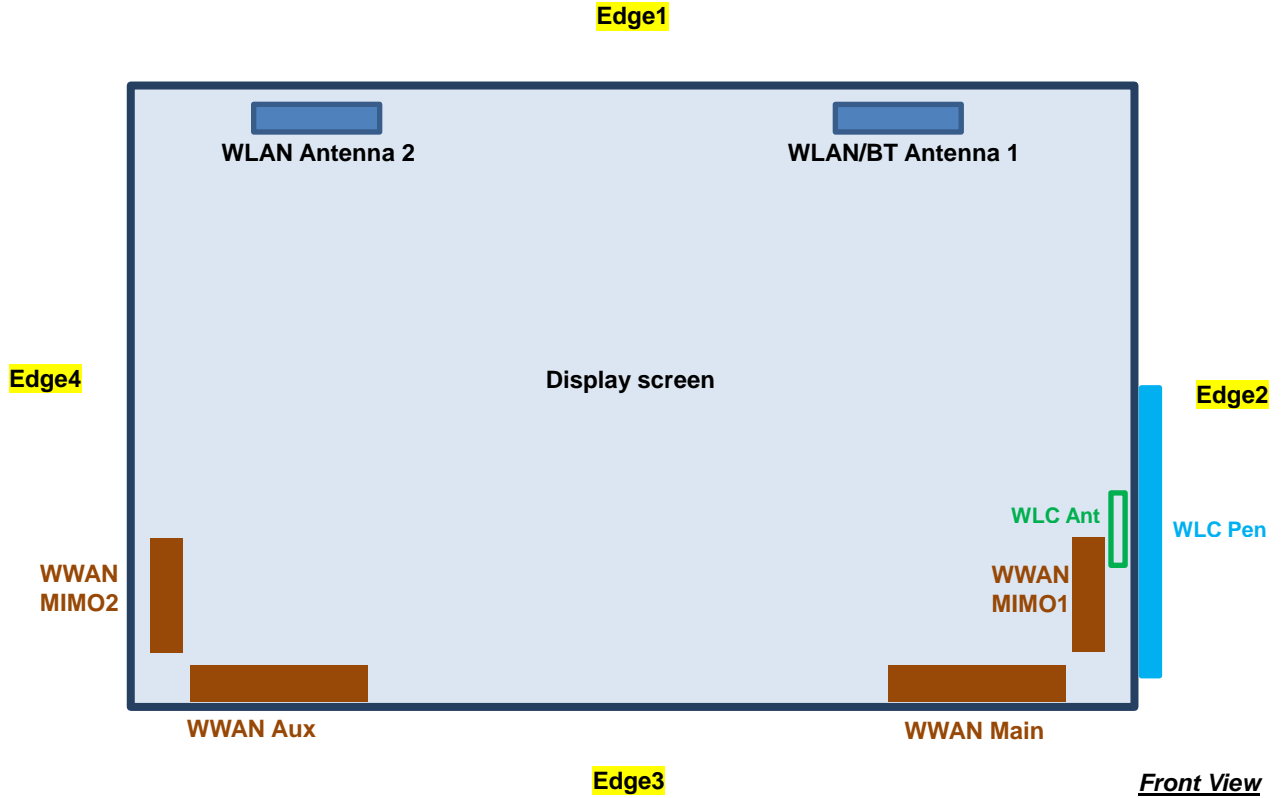 Edge1
WLAN Antenna 2
WLAN/BT Antenna 1
Edge4
Display screen
Edge2
WLC Ant
WLC Pen
WWAN
MIMO2
WWAN
MIMO1
WWAN Aux
WWAN Main
Edge3
Front View